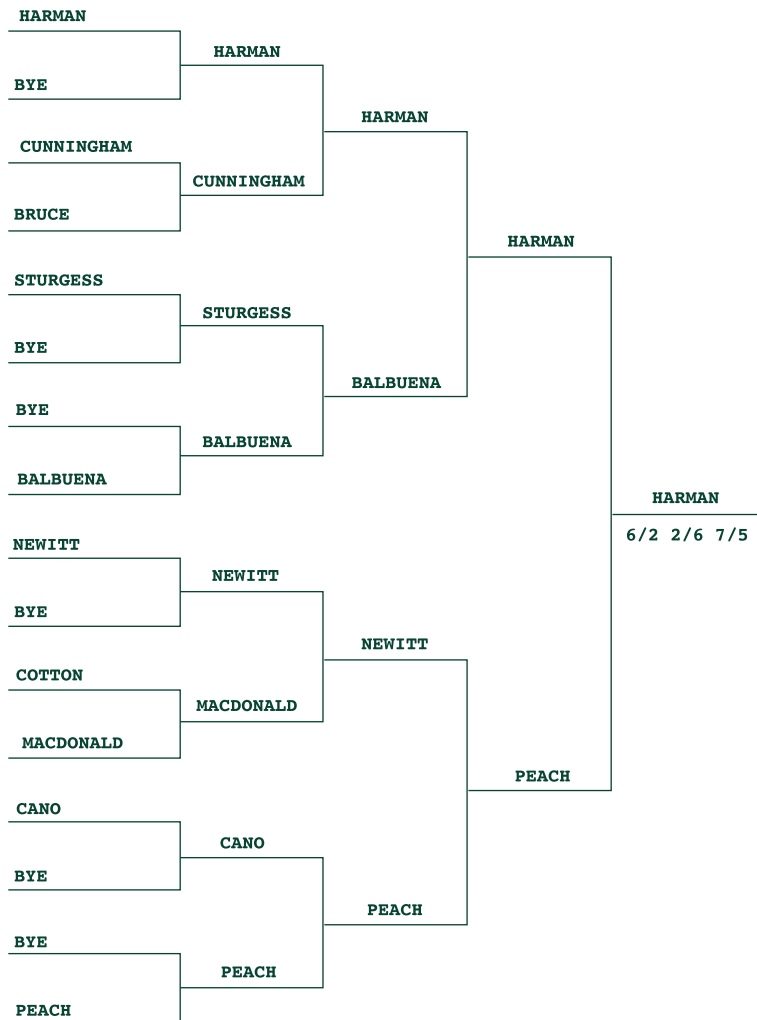 HARMAN
BYE
CUNNINGHAM
BRUCE
STURGESS
BYE
BYE
BALBUENA
NEWITT
BYE
COTTON
MACDONALD
CANO
BYE
BYE
PEACH
HARMAN
CUNNINGHAM
STURGESS
BALBUENA
NEWITT
MACDONALD
CANO
PEACH
HARMAN
BALBUENA
NEWITT
PEACH
HARMAN
PEACH
HARMAN
6/2 2/6 7/5